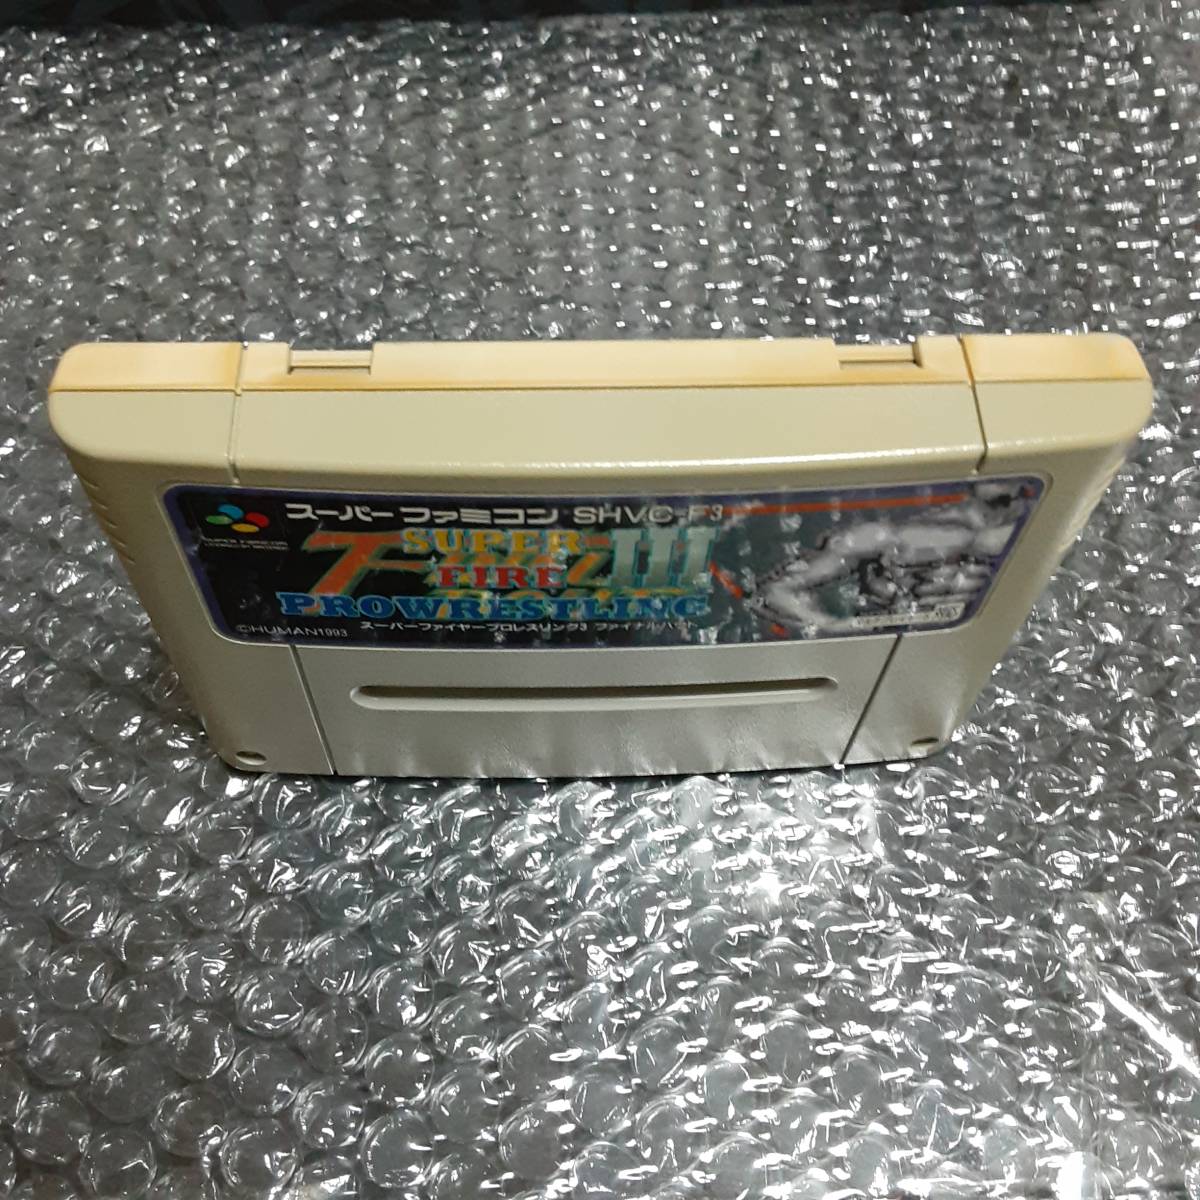 スーパーファミコン SHVC-F3
SUPER FAMICOM
SUPER
FIRE
PROWRESTLING
III
スーパーファイヤープロレスリング3 ファイナルバウト
©HUMAN1993